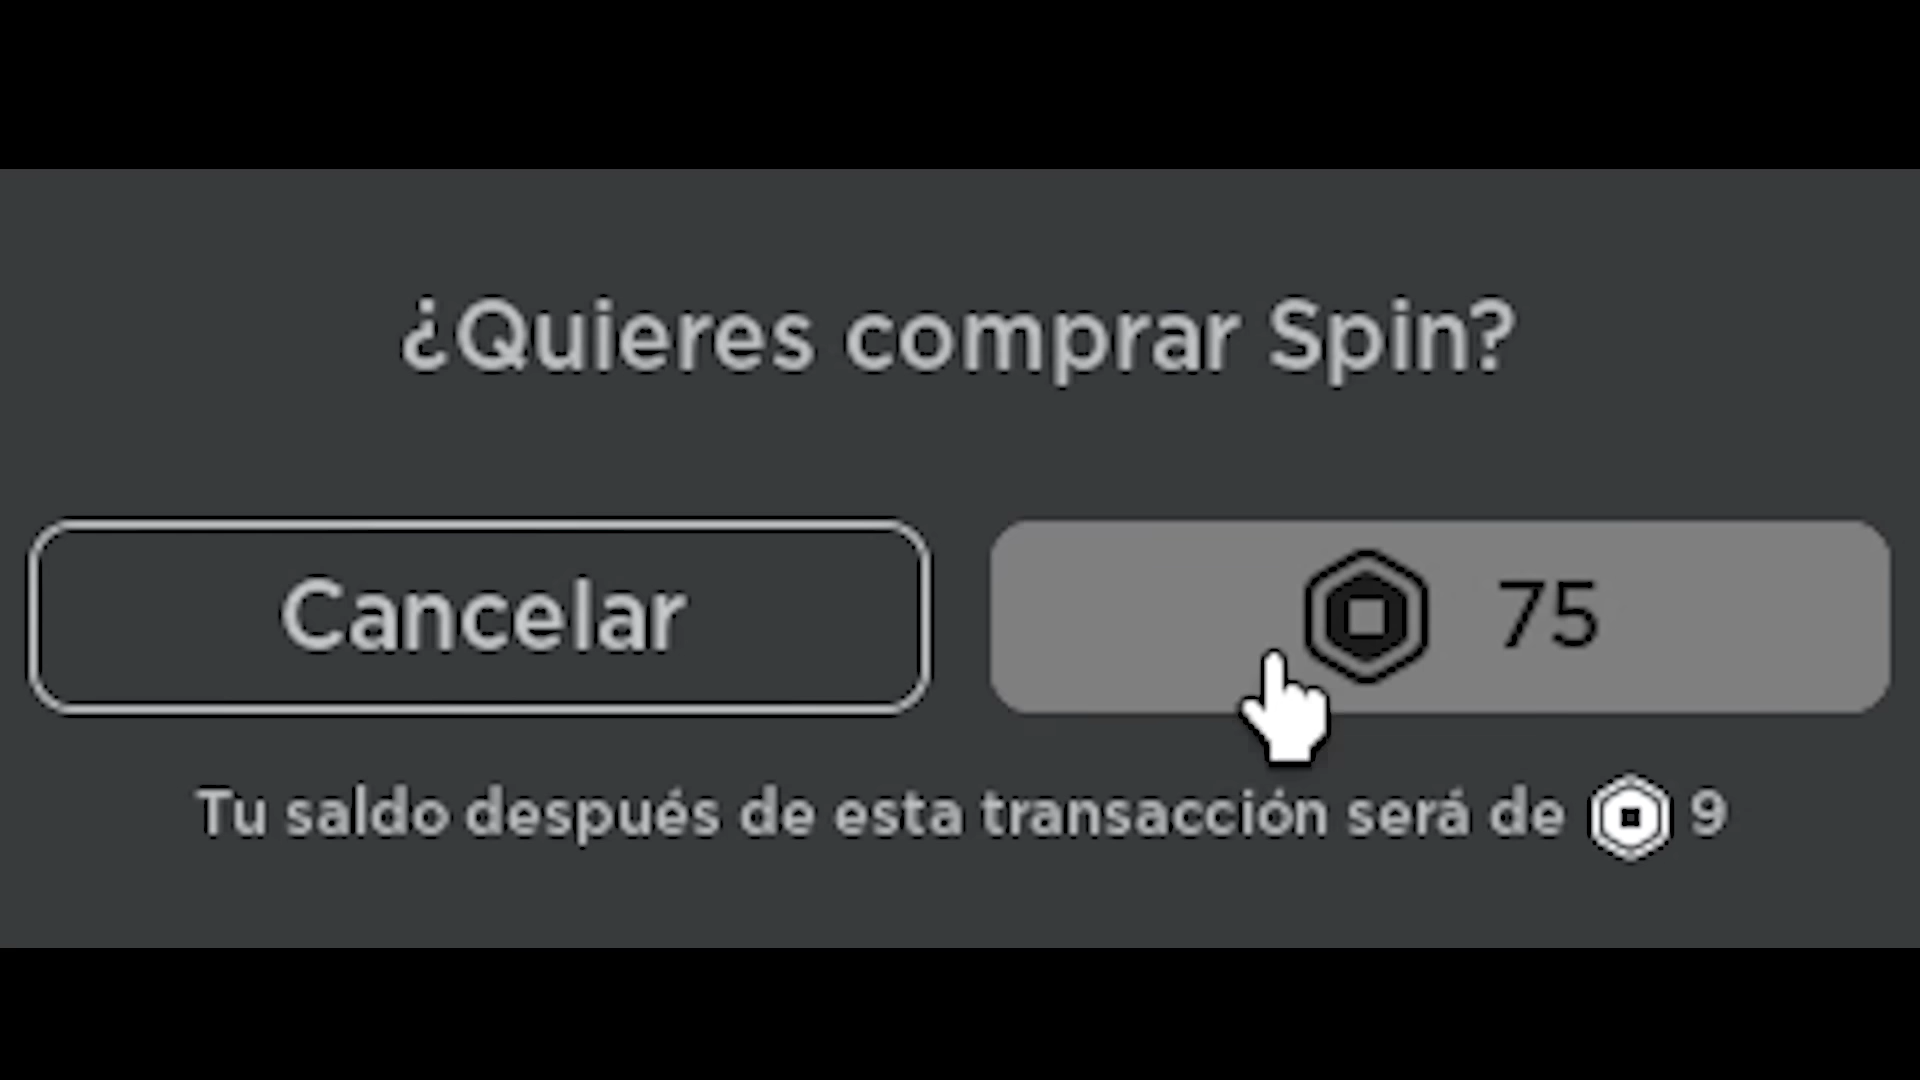 ¿Quieres comprar Spin?
Cancelar
75
Tu saldo después de esta transacción será de 9